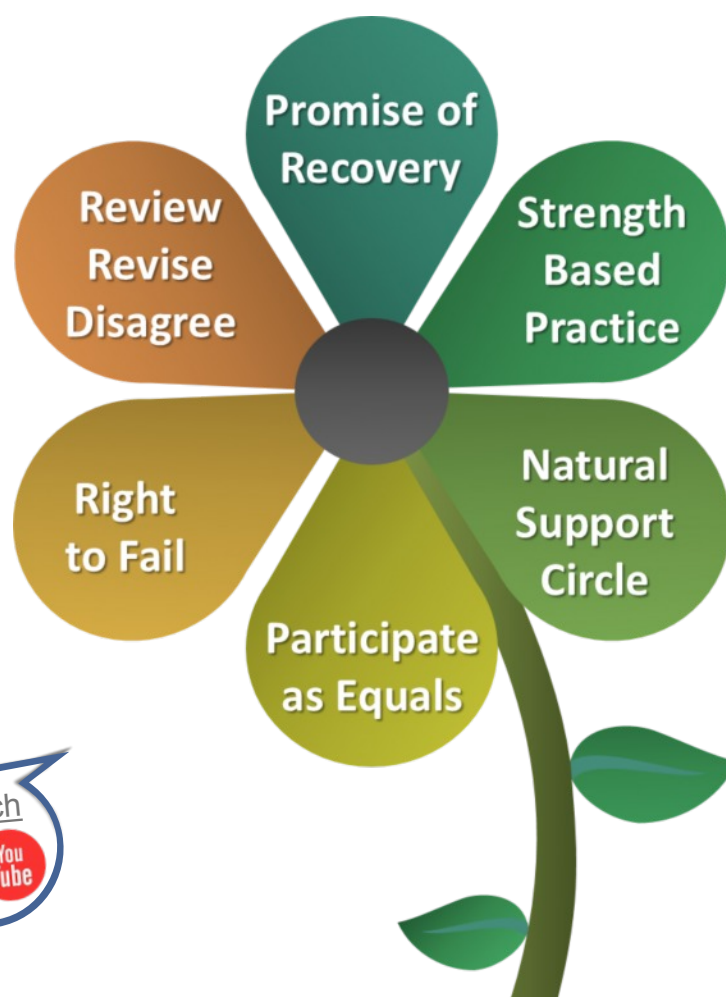 Promise of
Recovery
Strength
Based
Practice
Natural
Support
Circle
Participate
as Equals
Right
to Fail
Review
Revise
Disagree
You